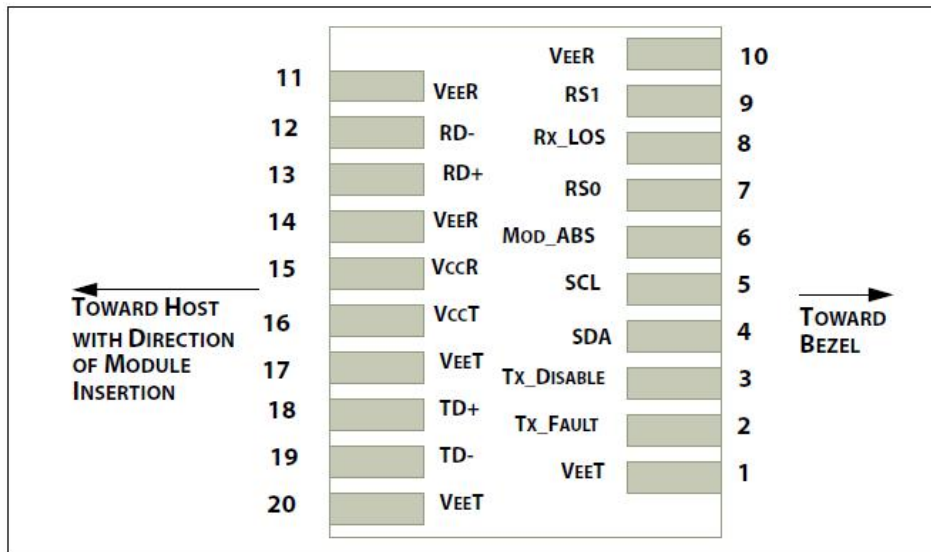 11 VEER
12 RD-
13 RD+
14 VEER
15 VCCR
16 VCCT
17 VEET
18 TD+
19 TD-
20 VEET
VEER 10
RS1 9
RX_LOS 8
RS0 7
MOD_ABS 6
SCL 5
SDA 4
TX_DISABLE 3
TX_FAULT 2
VEET 1
TOWARD HOST
WITH DIRECTION
OF MODULE
INSERTION
TOWARD
BEZEL